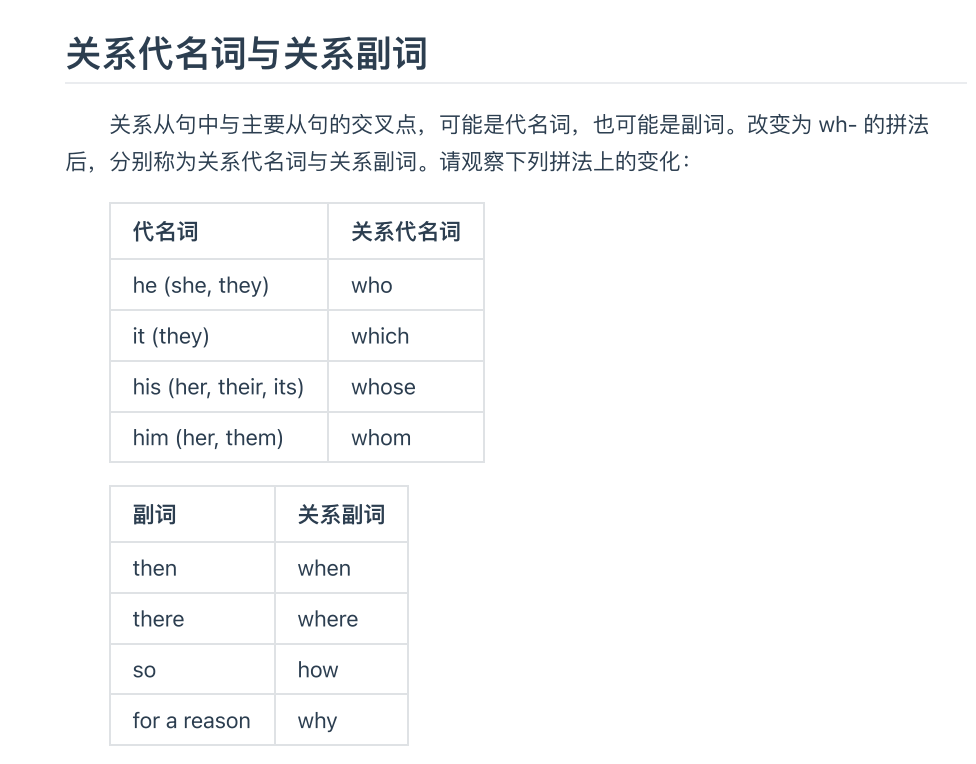 关系代名词与关系副词
关系从句中与主要从句的交叉点，可能是代名词，也可能是副词。改变为 wh- 的拼法
后，分别称为关系代名词与关系副词。请观察下列拼法上的变化：
代名词 关系代名词
he (she, they) who
it (they) which
his (her, their, its) whose
him (her, them) whom
副词 关系副词
then when
there where
so how
for a reason why